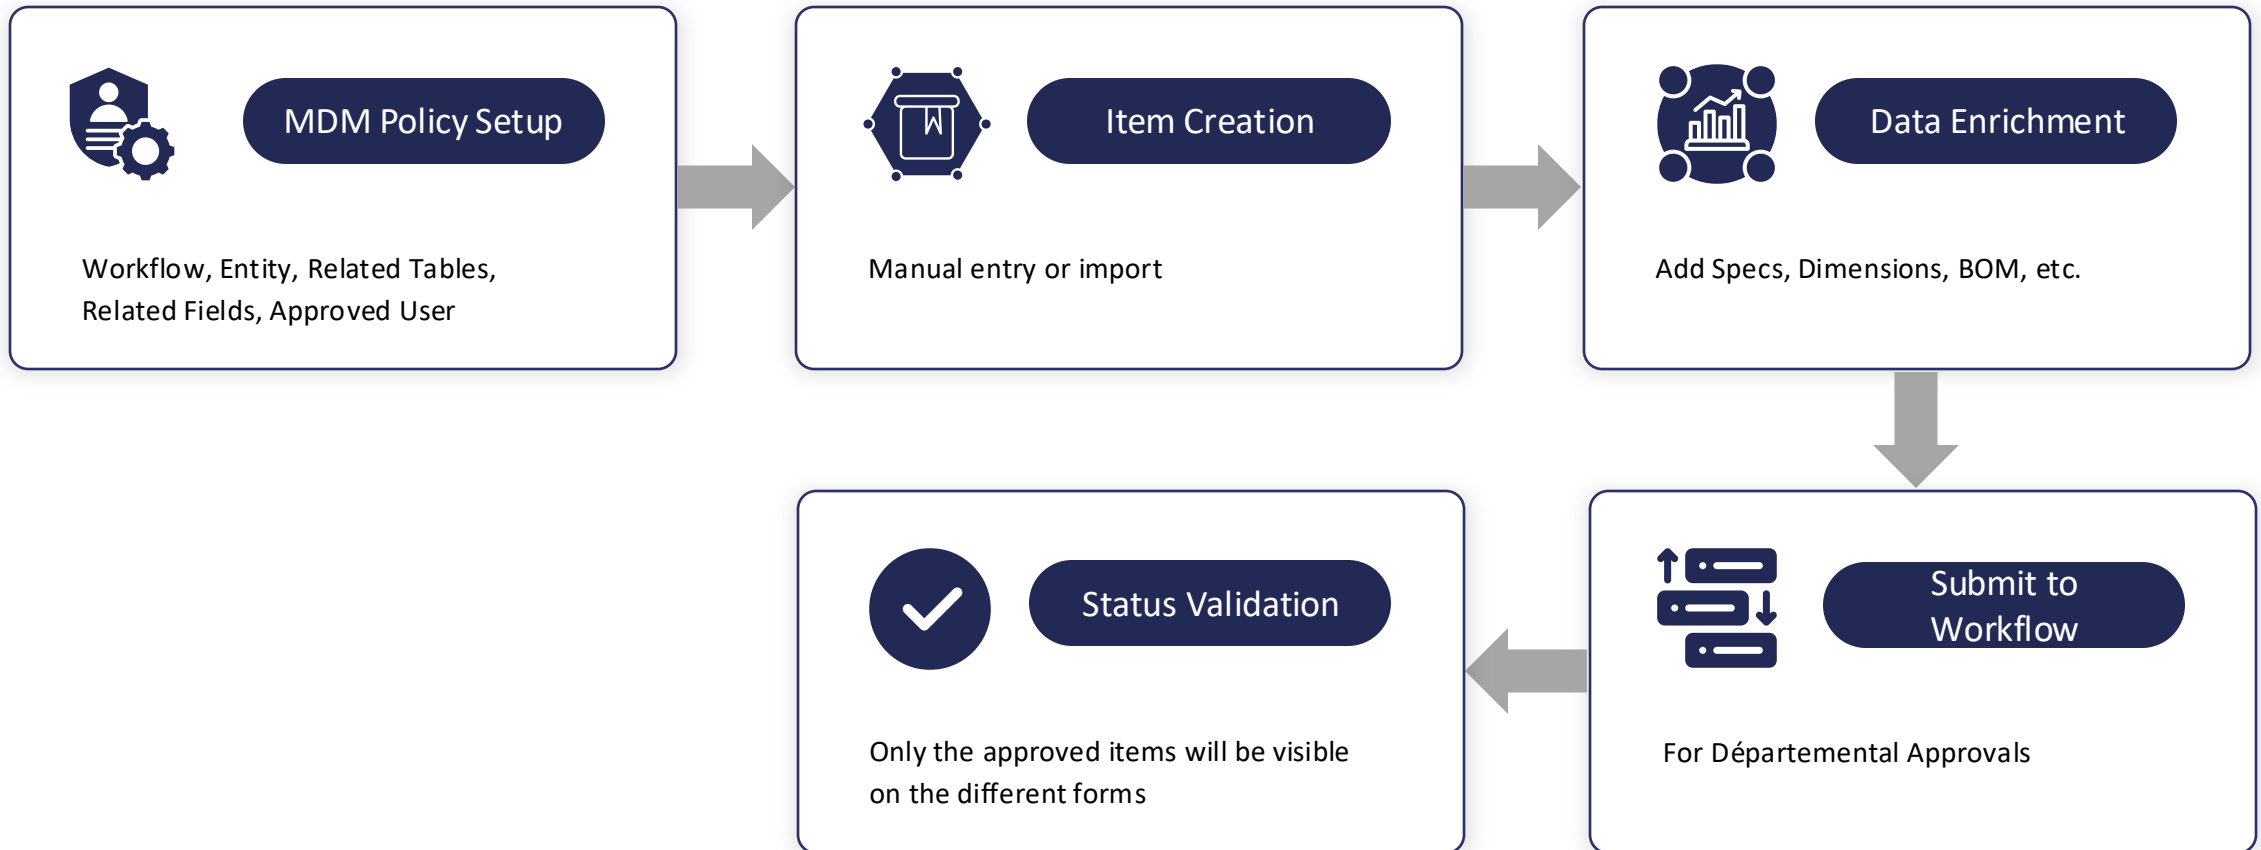 MDM Policy Setup
Workflow, Entity, Related Tables,
Related Fields, Approved User
Item Creation
Manual entry or import
Data Enrichment
Add Specs, Dimensions, BOM, etc.
Submit to
Workflow
For Départemental Approvals
Status Validation
Only the approved items will be visible
on the different forms